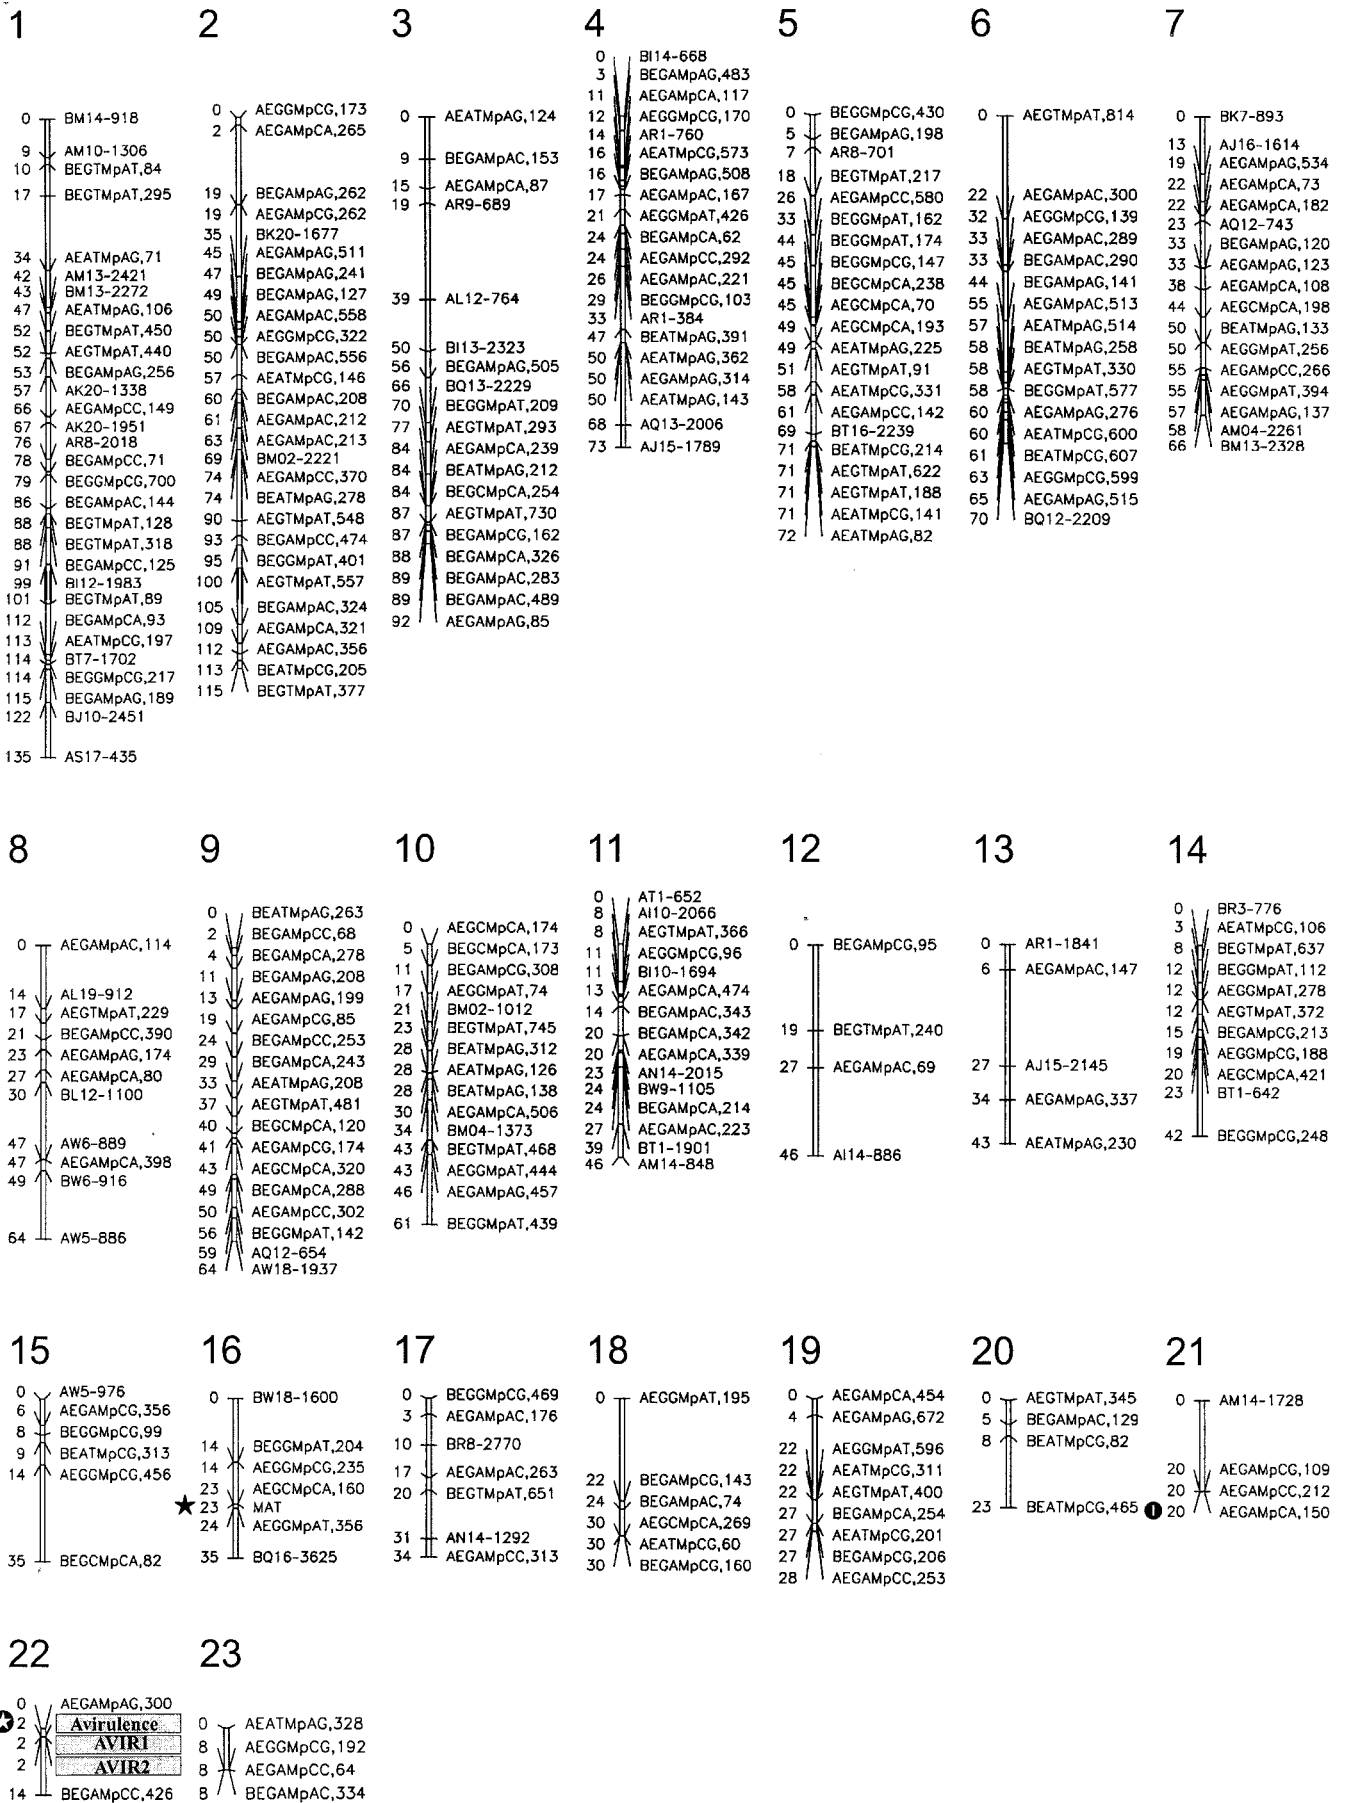 1
0 BM14-918
9 AM10-1306
10 BEGTMpAT,84
17 BEGTMpAT,295
34 AEATMpAG,71
42 AM13-2421
43 BM13-2272
47 AEATMpAG,106
52 BEGTMpAT,450
52 AEGTMpAT,440
53 BEGAMpAG,256
57 AK20-1338
66 AEGAMpCC,149
67 AK20-1951
76 AR8-2018
78 BEGAMpCC,71
79 BEGGMpCG,700
86 BEGAMpAC,144
88 BEGTMpAT,128
88 BEGTMpAT,318
91 BEGAMpCC,125
99 BI12-1983
101 BEGTMpAT,89
112 BEGAMpCA,93
113 AEATMpCG,197
114 BT7-1702
114 BEGGMpCG,217
115 BEGAMpAG,189
122 BJ10-2451
135 AS17-435
2
0 AEGGMpCG,173
2 AEGAMpCA,265
19 BEGAMpAG,262
19 AEGAMpCG,262
35 BK20-1677
45 AEGAMpAG,511
47 BEGAMpAG,241
49 BEGAMpAG,127
50 AEGAMpAC,558
50 AEGGMpCG,322
50 BEGAMpAC,556
57 AEATMpCG,146
60 BEGAMpAC,208
61 AEGAMpAC,212
63 AEGAMpAC,213
69 BM02-2221
74 AEGAMpCC,370
74 BEATMpAG,278
90 AEGTMpAT,548
93 BEGAMpCC,474
95 BEGGMpAT,401
100 AEGTMpAT,557
105 BEGAMpAC,324
109 AEGAMpCA,321
112 AEGAMpAC,356
113 BEATMpCG,205
115 BEGTMpAT,377
3
0 AEATMpAG,124
9 BEGAMpAC,153
15 AEGAMpCA,87
19 AR9-689
39 AL12-764
50 BI13-2323
56 BEGAMpAG,505
66 BQ13-2229
70 BEGGMpAT,209
77 AEGTMpAT,293
84 AEGAMpCA,239
84 BEATMpAG,212
84 BEGCMpCA,254
87 AEGTMpAT,730
87 BEGAMpCG,162
88 BEGAMpCA,326
89 BEGAMpAC,283
89 BEGAMpAC,489
92 AEGAMpAG,85
4
0 BI14-668
3 BEGAMpAG,483
11 AEGAMpCA,117
12 AEGGMpCG,170
14 AR1-760
16 AEATMpCG,573
16 BEGAMpAG,508
17 AEGAMpAC,167
21 AEGGMpAT,426
24 BEGAMpCA,62
24 AEGAMpCC,292
26 AEGAMpAC,221
29 BEGGMpCG,103
33 AR1-384
47 BEATMpAG,391
50 AEATMpAG,362
50 AEGAMpAG,314
50 AEATMpAG,143
68 AQ13-2006
73 AJ15-1789
5
0 BEGGMpCG,430
5 BEGAMpAG,198
7 AR8-701
18 BEGTMpAT,217
26 AEGAMpCC,580
33 BEGGMpAT,162
44 BEGGMpAT,174
45 BEGGMpCG,147
45 BEGCMpCA,238
45 AEGCMpCA,70
49 AEGCMpCA,193
49 AEATMpAG,225
51 AEGTMpAT,91
58 AEATMpCG,331
61 AEGAMpCC,142
69 BT16-2239
71 BEATMpCG,214
71 AEGTMpAT,622
71 AEGTMpAT,188
71 AEATMpCG,141
72 AEATMpAG,82
6
0 AEGTMpAT,814
22 AEGAMpAC,300
32 AEGGMpCG,139
33 AEGAMpAC,289
33 BEGAMpAC,290
44 BEGAMpAG,141
55 AEGAMpAC,513
57 AEATMpAG,514
58 BEATMpAG,258
58 AEGTMpAT,330
58 BEGGMpAT,577
60 AEGAMpAG,276
60 AEATMpCG,600
61 BEATMpCG,607
63 AEGGMpCG,599
65 AEGAMpAG,515
70 BQ12-2209
7
0 BK7-893
13 AJ16-1614
19 AEGAMpAG,534
22 AEGAMpCA,73
22 AEGAMpCA,182
23 AQ12-743
33 BEGAMpAG,120
33 AEGAMpAG,123
38 AEGAMpCA,108
44 AEGCMpCA,198
50 BEATMpAG,133
50 AEGGMpAT,256
55 AEGAMpCC,266
55 AEGGMpAT,394
57 AEGAMpAG,137
58 AM04-2261
66 BM13-2328
8
0 AEGAMpAC,114
14 AL19-912
17 AEGTMpAT,229
21 BEGAMpCC,390
23 AEGAMpAG,174
27 AEGAMpCA,80
30 BL12-1100
47 AW6-889
47 AEGAMpCA,398
49 BW6-916
64 AW5-886
9
0 BEATMpAG,263
2 BEGAMpCC,68
4 BEGAMpCA,278
11 BEGAMpAG,208
13 AEGAMpAG,199
19 AEGAMpCG,85
24 BEGAMpCC,253
29 BEGAMpCA,243
33 AEATMpAG,208
37 AEGTMpAT,481
40 BEGCMpCA,120
41 AEGAMpCG,174
43 AEGCMpCA,320
49 BEGAMpCA,288
50 AEGAMpCC,302
56 BEGGMpAT,142
59 AQ12-654
64 AW18-1937
10
0 AEGCMpCA,174
5 BEGCMpCA,173
11 BEGAMpCG,308
17 AEGGMpAT,74
21 BM02-1012
23 BEGTMpAT,745
28 BEATMpAG,312
28 AEATMpAG,126
28 BEATMpAG,138
30 AEGAMpCA,506
34 BM04-1373
43 BEGTMpAT,468
43 AEGGMpAT,444
46 AEGAMpAG,457
61 BEGGMpAT,439
11
0 AT1-652
8 AI10-2066
8 AEGTMpAT,366
11 AEGGMpCG,96
11 BI10-1694
13 AEGAMpCA,474
14 BEGAMpAC,343
20 BEGAMpCA,342
20 AEGAMpCA,339
23 AN14-2015
24 BW9-1105
24 BEGAMpCA,214
27 AEGAMpAC,223
39 BT1-1901
46 AM14-848
12
0 BEGAMpCG,95
19 BEGTMpAT,240
27 AEGAMpAC,69
46 AI14-886
13
0 AR1-1841
6 AEGAMpAC,147
27 AJ15-2145
34 AEGAMpAG,337
43 AEATMpAG,230
14
0 BR3-776
3 AEATMpCG,106
8 BEGTMpAT,637
12 BEGGMpAT,112
12 AEGGMpAT,278
12 AEGTMpAT,372
15 BEGAMpCG,213
19 AEGGMpCG,188
20 AEGCMpCA,421
23 BT1-642
42 BEGGMpCG,248
15
0 AW5-976
6 AEGAMpCG,356
8 BEGGMpCG,99
9 BEATMpCG,313
14 AEGGMpCG,456
35 BEGCMpCA,82
16
0 BW18-1600
14 BEGGMpAT,204
14 AEGGMpCG,235
23 AEGCMpCA,160
★ 23 MAT
24 AEGGMpAT,356
35 BQ16-3625
17
0 BEGGMpCG,469
3 AEGAMpAC,176
10 BR8-2770
17 AEGAMpAC,263
20 BEGTMpAT,651
31 AN14-1292
34 AEGAMpCC,313
18
0 AEGGMpAT,195
22 BEGAMpCG,143
24 BEGAMpAC,74
30 AEGCMpCA,269
30 AEATMpCG,60
30 BEGAMpCG,160
19
0 AEGAMpCA,454
4 AEGAMpAG,672
22 AEGGMpAT,596
22 AEATMpCG,311
22 AEGTMpAT,400
27 BEGAMpCA,254
27 AEATMpCG,201
27 BEGAMpCG,206
28 AEGAMpCC,253
20
0 AEGTMpAT,345
5 BEGAMpAC,129
8 BEATMpCG,82
23 BEATMpCG,465
21
0 AM14-1728
20 AEGAMpCG,109
20 AEGAMpCC,212
20 AEGAMpCA,150
22
0 AEGAMpAG,300
2 Avirulence
2 AVIR1
2 AVIR2
14 BEGAMpCC,426
23
0 AEATMpAG,328
8 AEGGMpCG,192
8 AEGAMpCC,64
8 BEGAMpAC,334